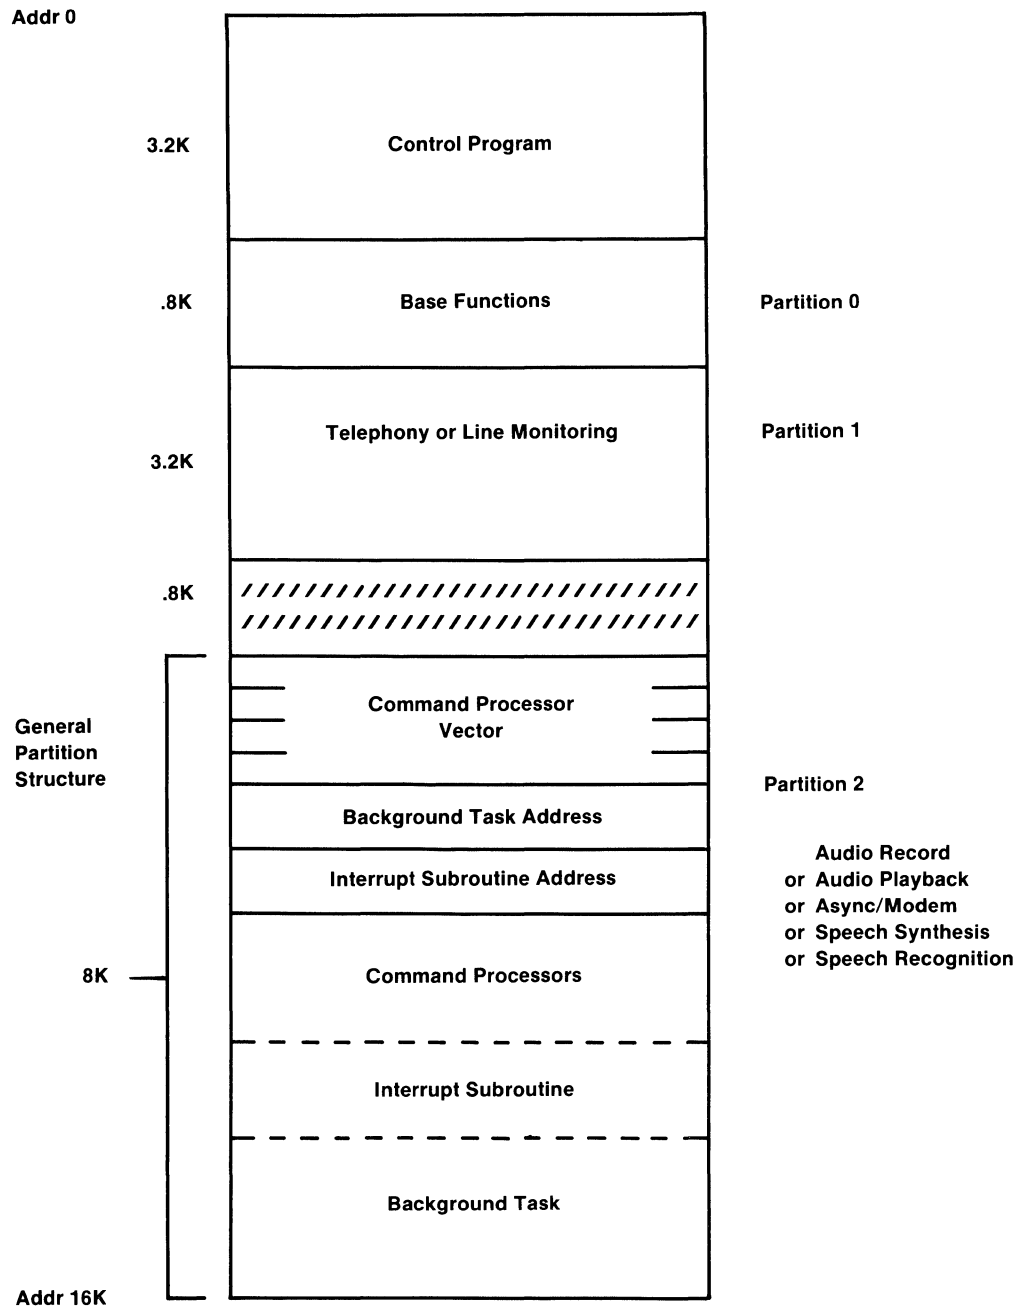 Addr 0
3.2K
Control Program
.8K
Base Functions
Partition 0
Telephony or Line Monitoring
Partition 1
3.2K
.8K
General
Partition
Structure
Command Processor
Vector
Partition 2
Background Task Address
Interrupt Subroutine Address
Audio Record
or Audio Playback
or Async/Modem
or Speech Synthesis
or Speech Recognition
8K
Command Processors
Interrupt Subroutine
Background Task
Addr 16K